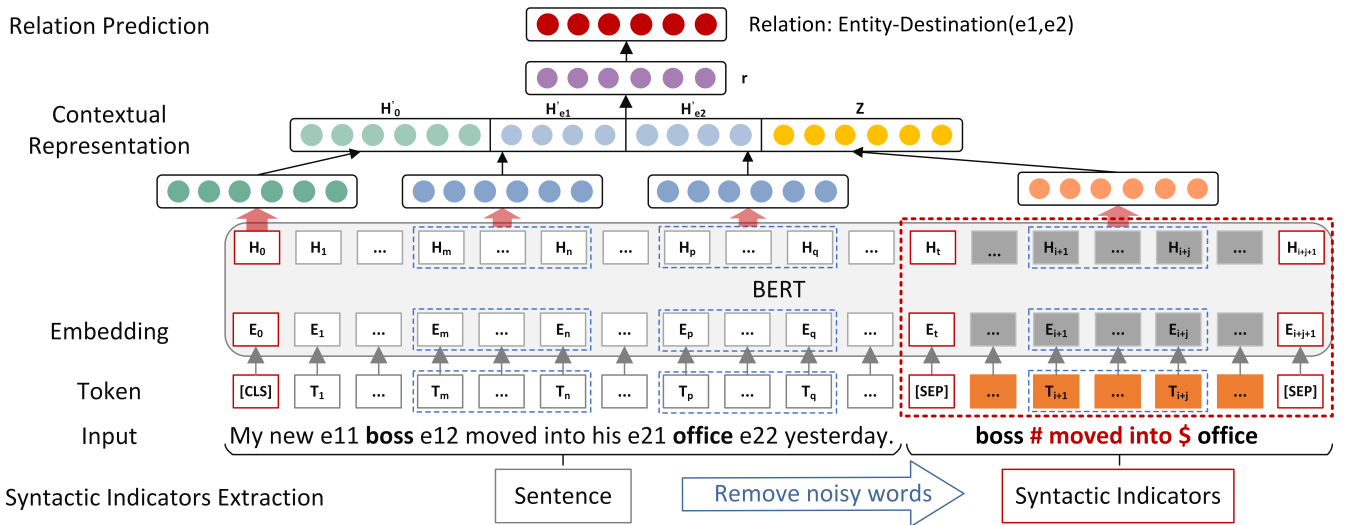 Relation Prediction
Relation: Entity-Destination(e1,e2)
r
Contextual
Representation
H'0 H'e1 H'e2 Z
H0 H1 ... Hm ... Hn ... Hp ... Hq ... Ht ... Hi+1 ... Hi+j ... Hi+j+1
BERT
Embedding E0 E1 ... Em ... En ... Ep ... Eq ... Et ... Ei+1 ... Ei+j ... Ei+j+1
Token [CLS] T1 ... Tm ... Tn ... Tp ... Tq ... [SEP] ... Ti+1 ... Ti+j ... [SEP]
Input My new e11 boss e12 moved into his e21 office e22 yesterday. boss # moved into $ office
Syntactic Indicators Extraction Sentence Remove noisy words Syntactic Indicators